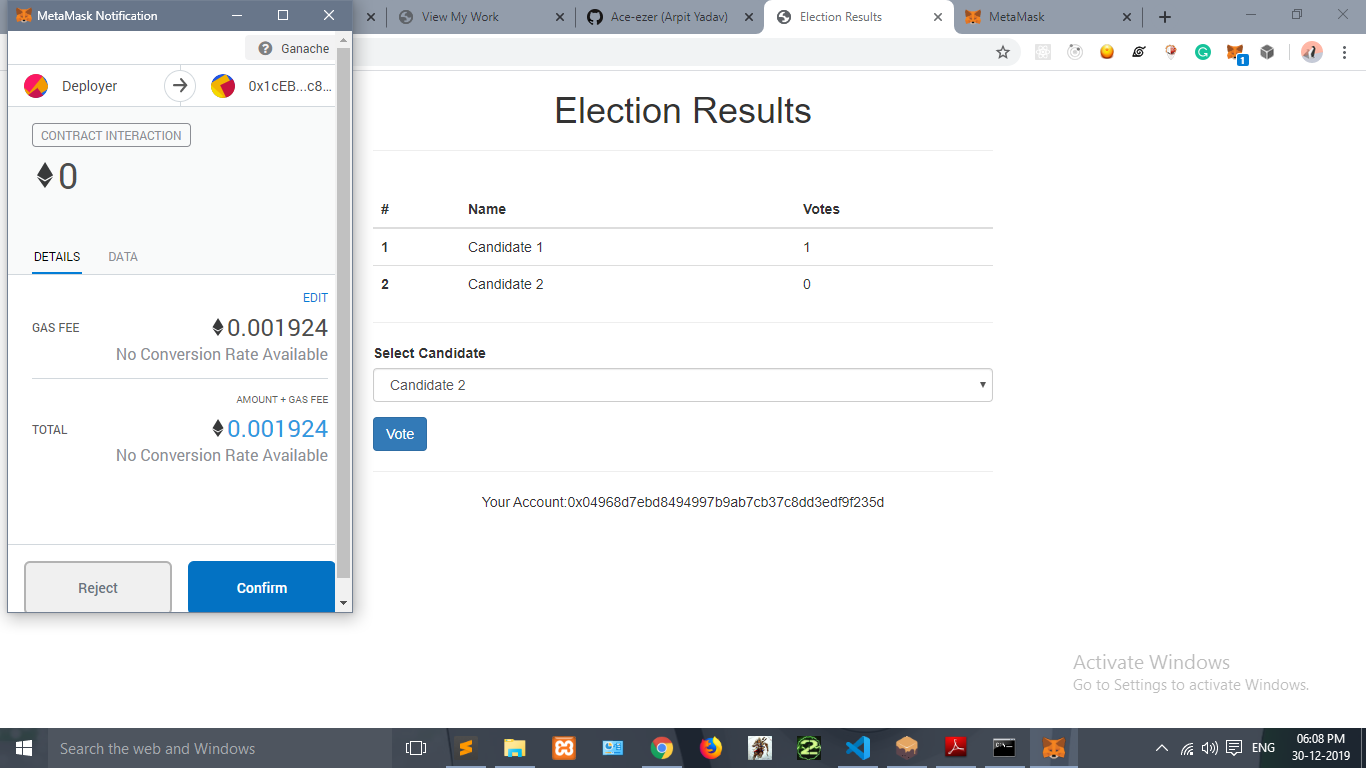 MetaMask Notification
View My Work
Ace-ezer (Arpit Yadav)
Election Results
MetaMask
1
Ganache
Deployer
0x1cEB...c8...
CONTRACT INTERACTION
0
DETAILS
DATA
EDIT
GAS FEE
0.001924
No Conversion Rate Available
AMOUNT + GAS FEE
TOTAL
0.001924
No Conversion Rate Available
Reject
Confirm
Election Results
# Name Votes
1 Candidate 1 1
2 Candidate 2 0
Select Candidate
Candidate 2
Vote
Your Account:0x04968d7ebd8494997b9ab7cb37c8dd3edf9f235d
Activate Windows
Go to Settings to activate Windows.
Search the web and Windows
ENG
06:08 PM
30-12-2019